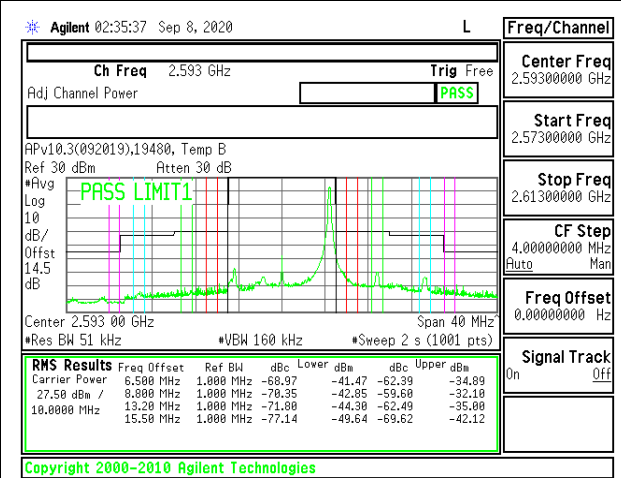 Agilent 02:35:37 Sep 8, 2020 L Freq/Channel
Ch Freq 2.593 GHz Trig Free
Adj Channel Power PASS
Center Freq
2.59300000 GHz
Start Freq
2.57300000 GHz
APv10.3(092019),19480, Temp B
Ref 30 dBm Atten 30 dB
#Avg
Log
10
dB/
Offst
14.5
dB
PASS LIMIT1
Stop Freq
2.61300000 GHz
CF Step
4.00000000 MHz
Auto Man
Center 2.593 00 GHz Span 40 MHz^
#Res BW 51 kHz #VBW 160 kHz #Sweep 2 s (1001 pts)
Freq Offset
0.00000000 Hz
Signal Track
On Off
RMS Results Freq Offset Ref BW dBc Lower dBm dBc Upper dBm
Carrier Power 6.500 MHz 1.000 MHz -68.97 -41.47 -62.39 -34.89
27.50 dBm / 8.800 MHz 1.000 MHz -70.35 -42.85 -59.60 -32.10
10.0000 MHz 13.20 MHz 1.000 MHz -71.80 -44.30 -62.49 -35.00
15.50 MHz 1.000 MHz -77.14 -49.64 -69.62 -42.12
Copyright 2000-2010 Agilent Technologies